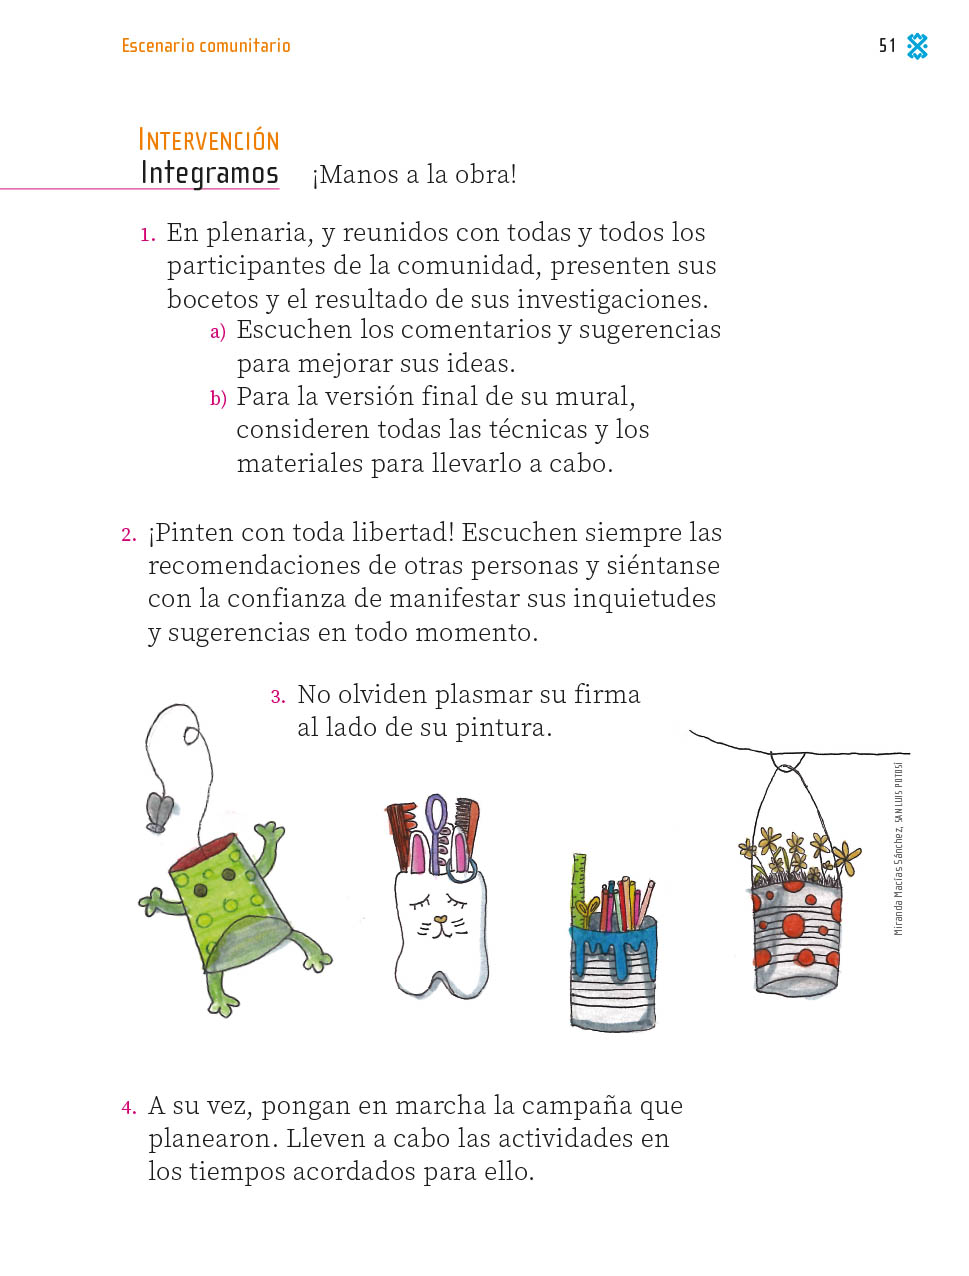 Escenario comunitario
51
INTERVENCIÓN
Integramos
¡Manos a la obra!
1. En plenaria, y reunidos con todas y todos los
participantes de la comunidad, presenten sus
bocetos y el resultado de sus investigaciones.
a) Escuchen los comentarios y sugerencias
para mejorar sus ideas.
b) Para la versión final de su mural,
consideren todas las técnicas y los
materiales para llevarlo a cabo.
2. ¡Pinten con toda libertad! Escuchen siempre las
recomendaciones de otras personas y siéntanse
con la confianza de manifestar sus inquietudes
y sugerencias en todo momento.
3. No olviden plasmar su firma
al lado de su pintura.
Miranda Macías Sánchez, SAN LUIS POTOSÍ
4. A su vez, pongan en marcha la campaña que
planearon. Lleven a cabo las actividades en
los tiempos acordados para ello.